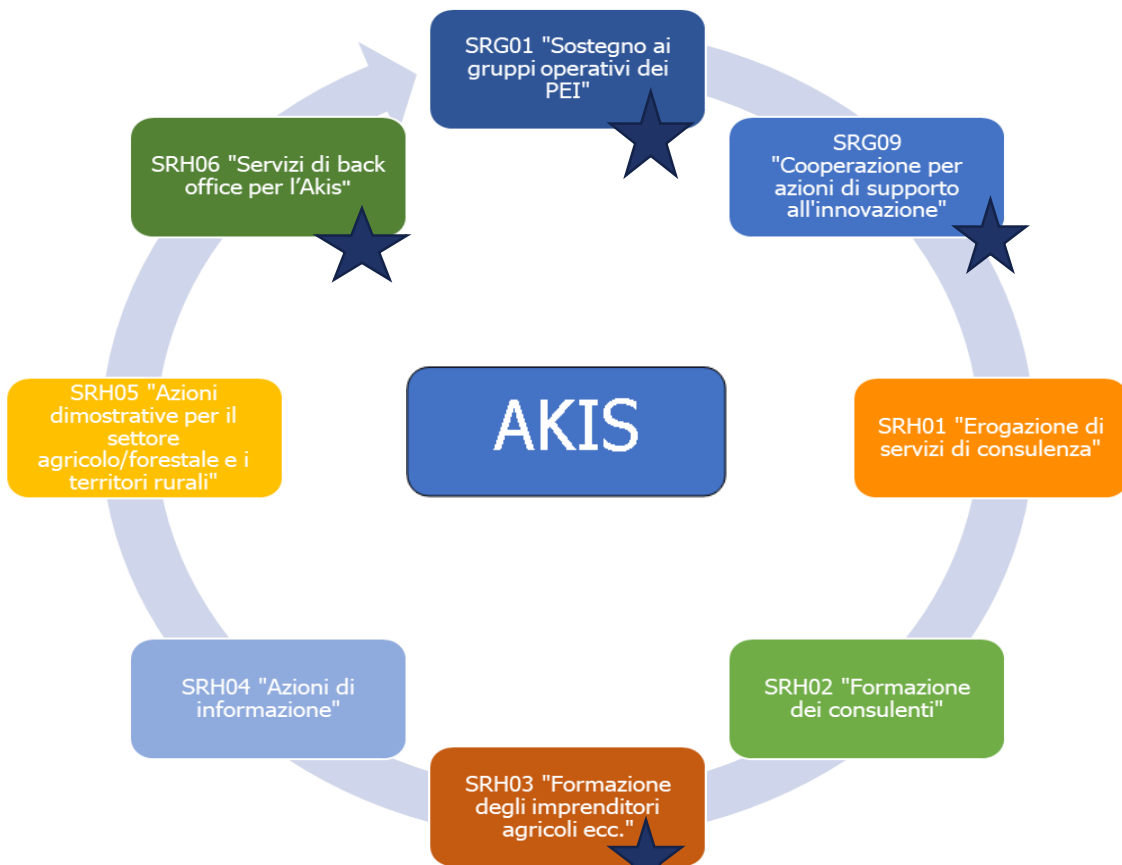 SRG01 "Sostegno ai
gruppi operativi dei
PEI"
SRG09
"Cooperazione per
azioni di supporto
all'innovazione"
SRH01 "Erogazione di
servizi di consulenza"
SRH02 "Formazione
dei consulenti"
SRH03 "Formazione
degli imprenditori
agricoli ecc."
SRH04 "Azioni di
informazione"
SRH05 "Azioni
dimostrative per il
settore
agricolo/forestale e i
territori rurali"
SRH06 "Servizi di back
office per l’Akis"
AKIS